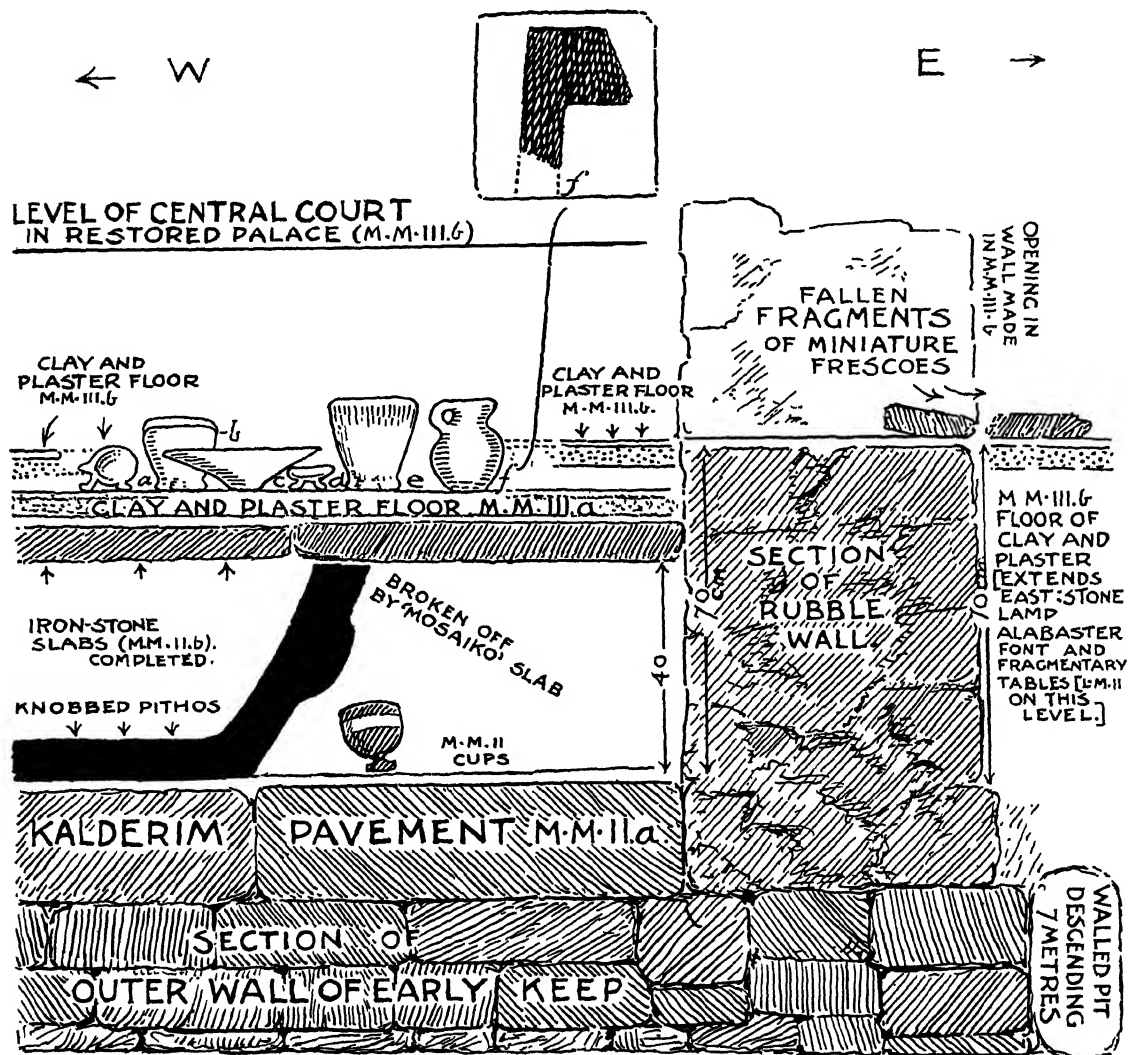 ← W
E →
f
LEVEL OF CENTRAL COURT
IN RESTORED PALACE (M.M.III.b)
OPENING IN
WALL MADE
IN M.M.III.b
FALLEN
FRAGMENTS
OF MINIATURE
FRESCOES
CLAY AND
PLASTER FLOOR
M.M.III.b
CLAY AND
PLASTER FLOOR
M.M.III.b.
a b c d e f
CLAY AND PLASTER FLOOR M.M.III.a
BROKEN OFF
BY 'MOSAIKO' SLAB
IRON-STONE
SLABS (M.M.II.b).
COMPLETED.
KNOBBED PITHOS
M.M.II
CUPS
40
70 cm
SECTION
OF
RUBBLE
WALL.
70 cm
M M.III.b
FLOOR OF
CLAY AND
PLASTER
[EXTENDS
EAST:STONE
LAMP
ALABASTER
FONT AND
FRAGMENTARY
TABLES [L.M.II
ON THIS
LEVEL.]
KALDERIM PAVEMENT M.M.II.a.
SECTION OF
OUTER WALL OF EARLY KEEP
WALLED PIT
DESCENDING
7 METRES